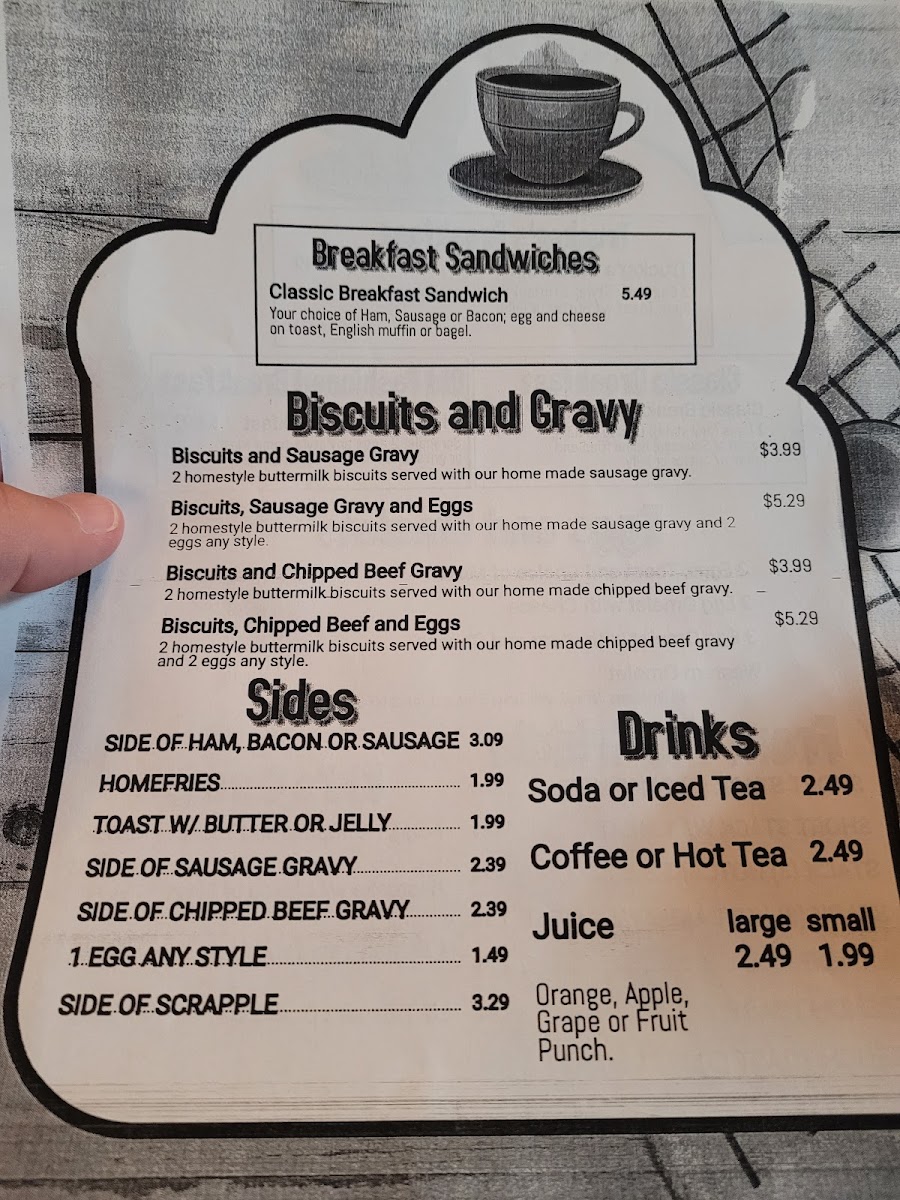 Breakfast Sandwiches
Classic Breakfast Sandwich 5.49
Your choice of Ham, Sausage or Bacon; egg and cheese
on toast, English muffin or bagel.
Biscuits and Gravy
Biscuits and Sausage Gravy $3.99
2 homestyle buttermilk biscuits served with our home made sausage gravy.
Biscuits, Sausage Gravy and Eggs $5.29
2 homestyle buttermilk biscuits served with our home made sausage gravy and 2
eggs any style.
Biscuits and Chipped Beef Gravy $3.99
2 homestyle buttermilk biscuits served with our home made chipped beef gravy.
Biscuits, Chipped Beef and Eggs $5.29
2 homestyle buttermilk biscuits served with our home made chipped beef gravy
and 2 eggs any style.
Sides
SIDE OF HAM, BACON OR SAUSAGE 3.09
HOMEFRIES 1.99
TOAST W/ BUTTER OR JELLY 1.99
SIDE OF SAUSAGE GRAVY 2.39
SIDE OF CHIPPED BEEF GRAVY 2.39
1 EGG ANY STYLE 1.49
SIDE OF SCRAPPLE 3.29
Drinks
Soda or Iced Tea 2.49
Coffee or Hot Tea 2.49
Juice large small
2.49 1.99
Orange, Apple,
Grape or Fruit
Punch.